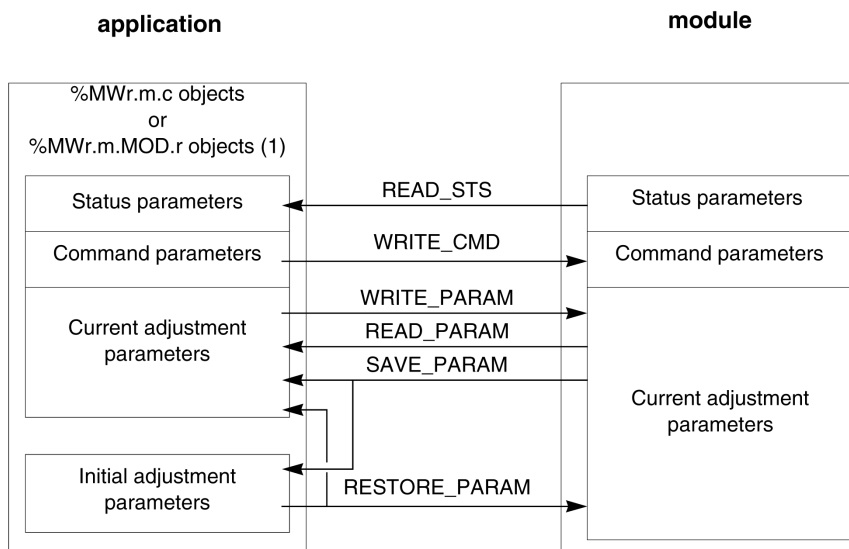 application
module
%MWr.m.c objects
or
%MWr.m.MOD.r objects (1)
Status parameters
READ_STS
Status parameters
Command parameters
WRITE_CMD
Command parameters
WRITE_PARAM
Current adjustment
parameters
READ_PARAM
SAVE_PARAM
Current adjustment
parameters
Initial adjustment
parameters
RESTORE_PARAM